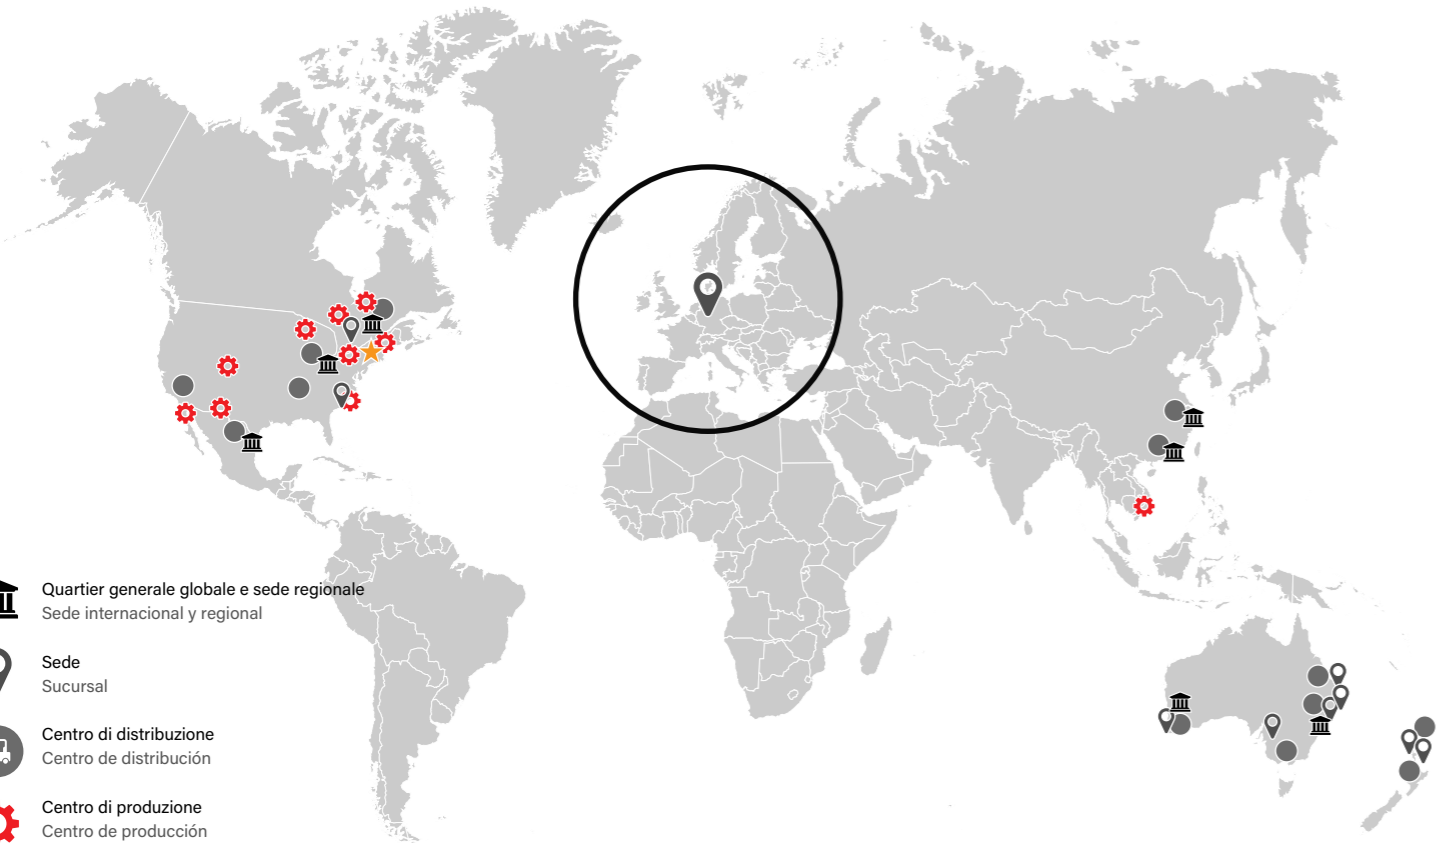 Quartier generale globale e sede regionale
Sede internacional y regional
Sede
Sucursal
Centro di distribuzione
Centro de distribución
Centro di produzione
Centro de producción